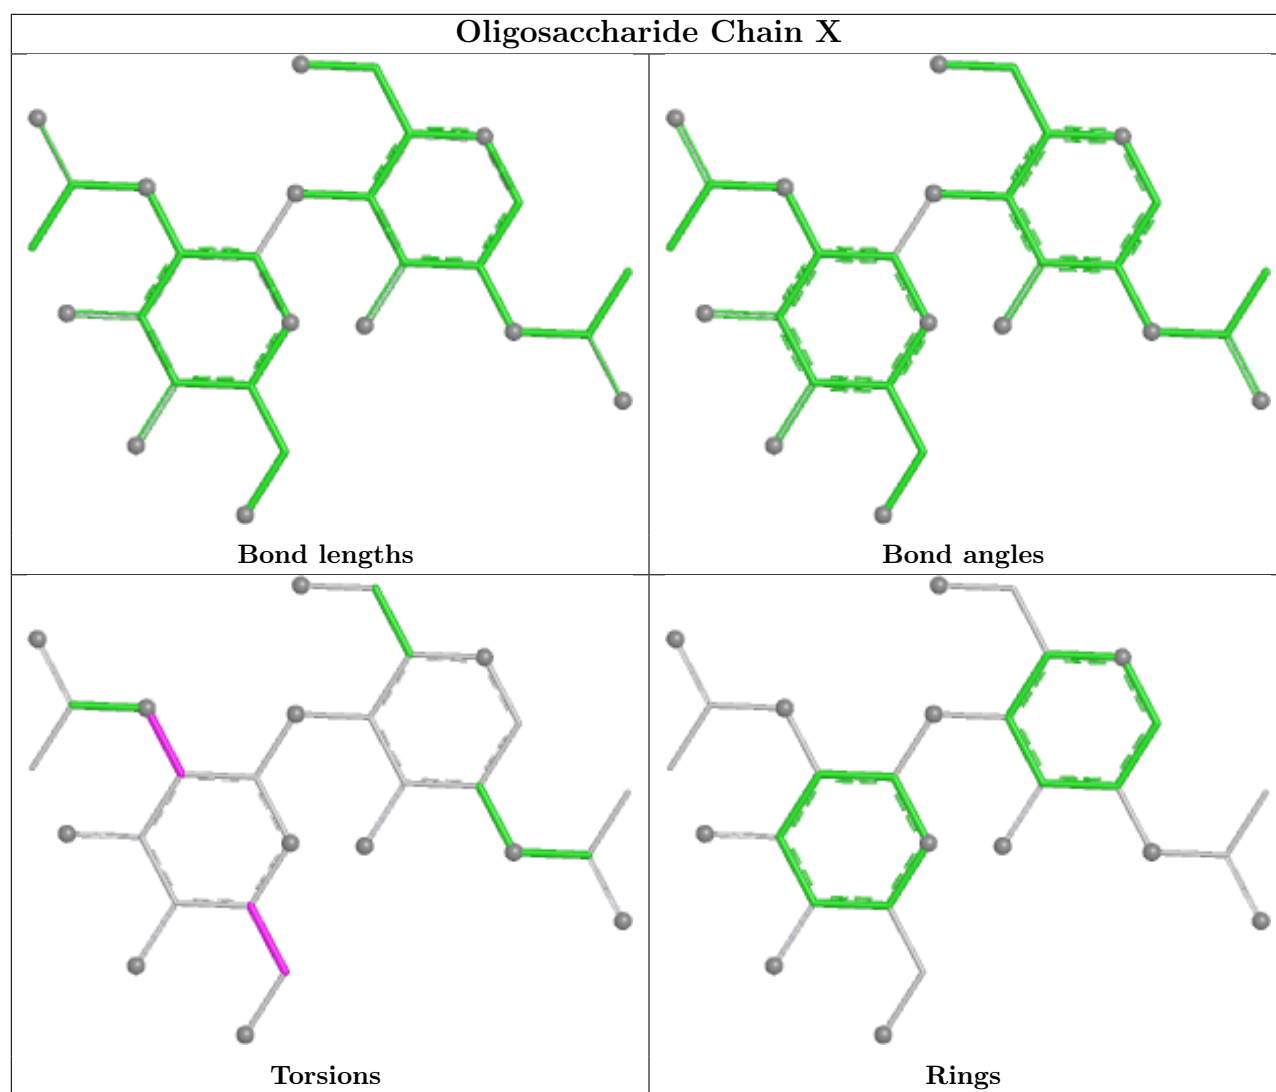 Oligosaccharide Chain X
Bond lengths
Bond angles
Torsions
Rings